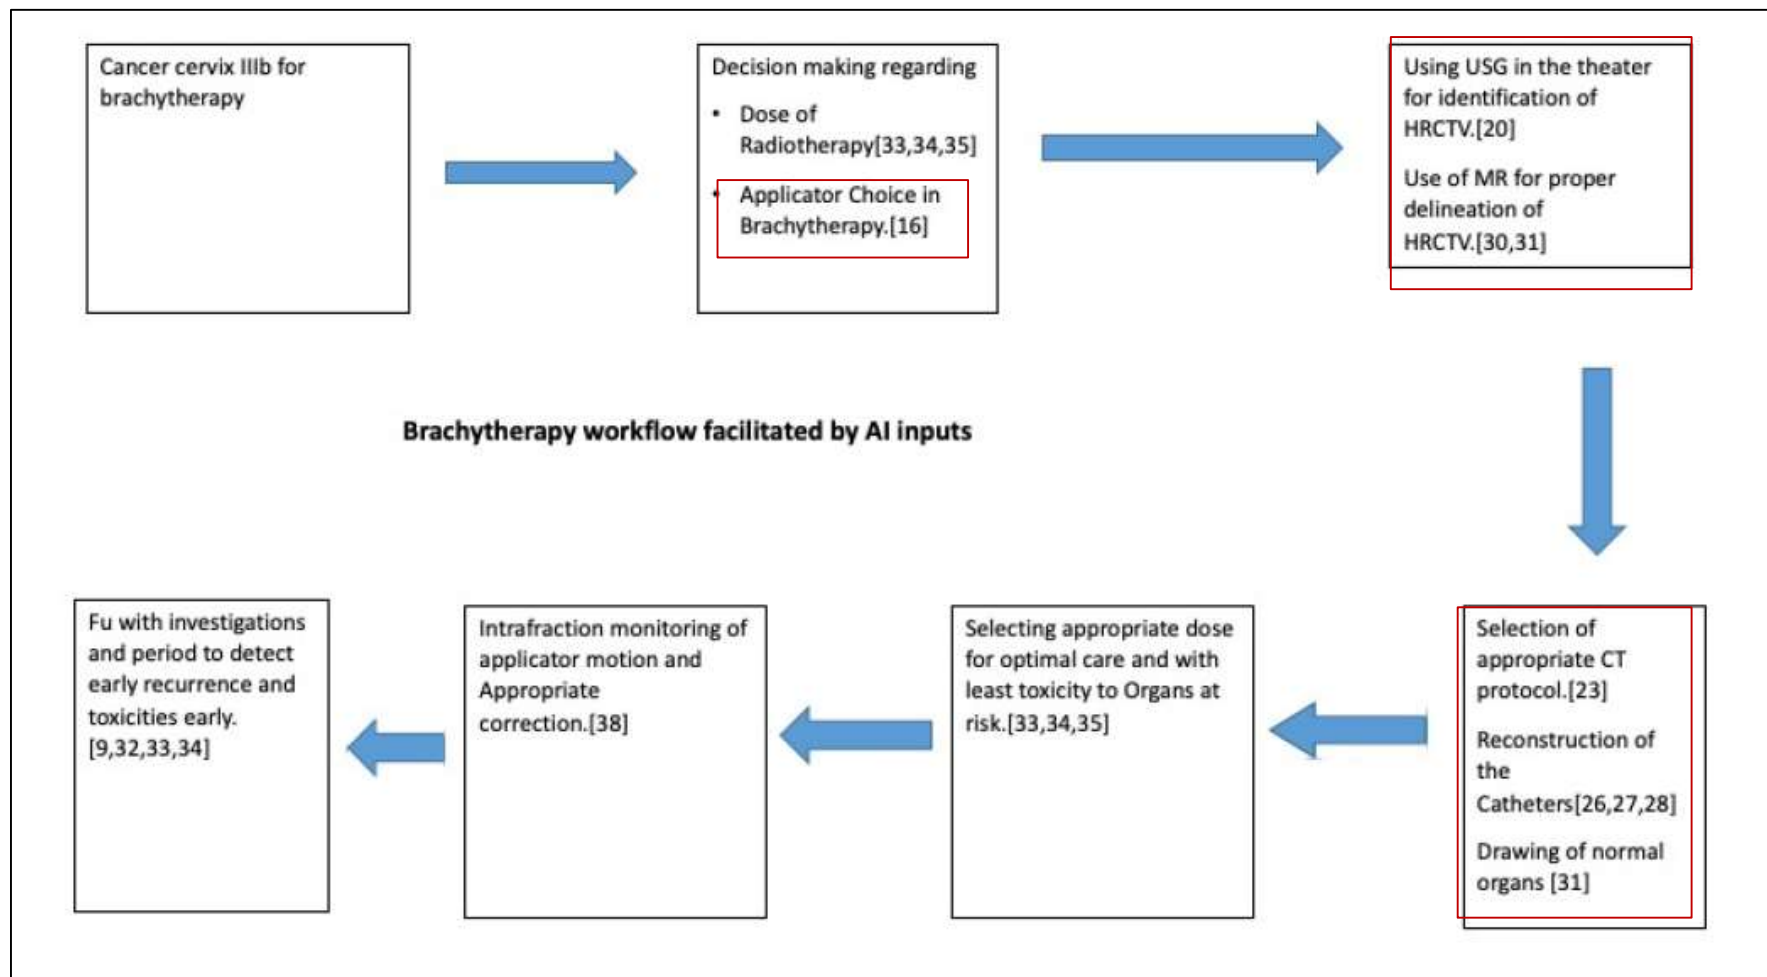 Cancer cervix IIIb for
brachytherapy
Decision making regarding
• Dose of
Radiotherapy[33,34,35]
• Applicator Choice in
Brachytherapy.[16]
Using USG in the theater
for identification of
HRCTV.[20]
Use of MR for proper
delineation of
HRCTV.[30,31]
Brachytherapy workflow facilitated by AI inputs
Selection of
appropriate CT
protocol.[23]
Reconstruction of
the
Catheters[26,27,28]
Drawing of normal
organs [31]
Selecting appropriate dose
for optimal care and with
least toxicity to Organs at
risk.[33,34,35]
Intrafraction monitoring of
applicator motion and
Appropriate
correction.[38]
Fu with investigations
and period to detect
early recurrence and
toxicities early.
[9,32,33,34]